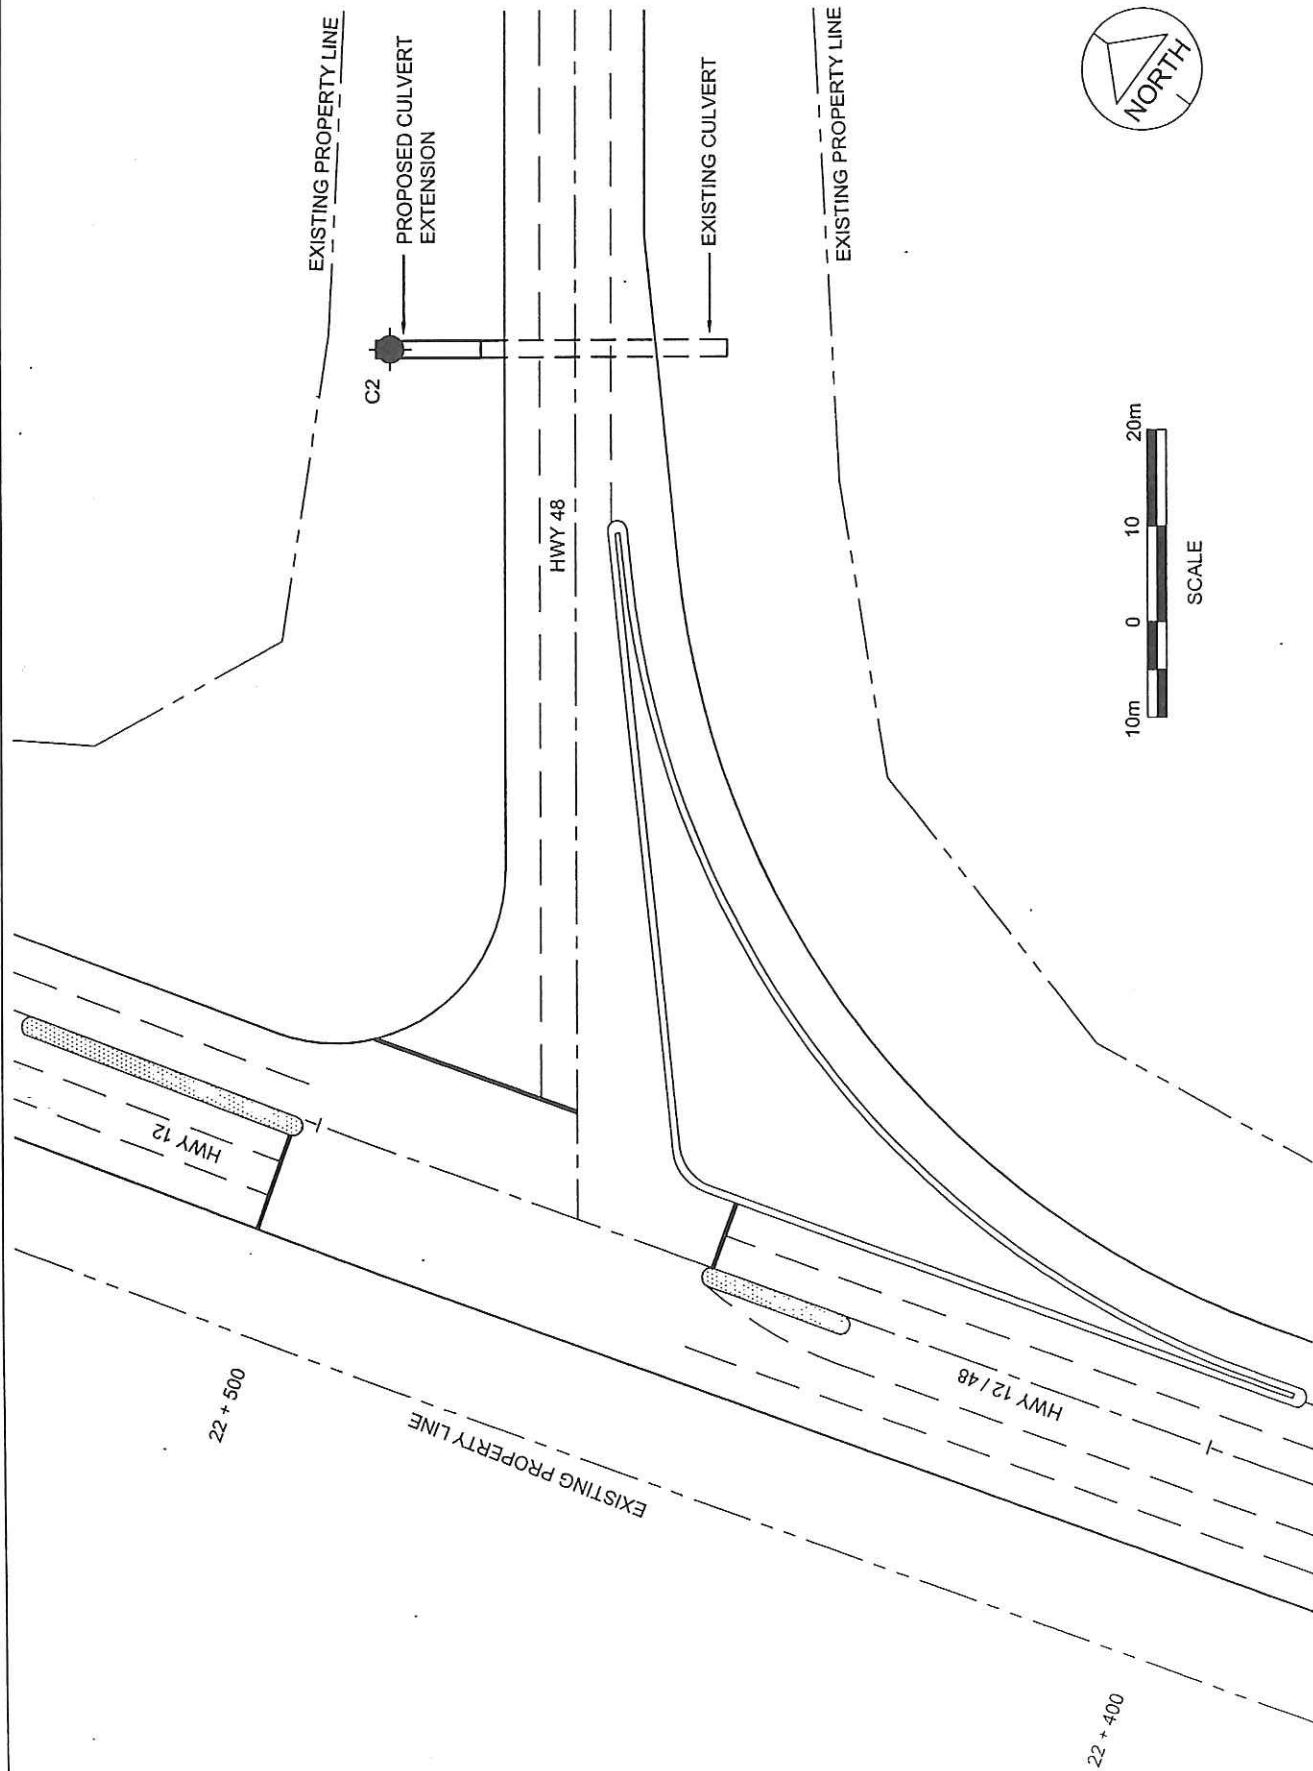 EXISTING PROPERTY LINE
PROPOSED CULVERT
EXTENSION
C2
EXISTING CULVERT
EXISTING PROPERTY LINE
NORTH
HWY 48
HWY 12
20m
10
0
10m
SCALE
22 + 500
EXISTING PROPERTY LINE
HWY 12 / 48
22 + 400